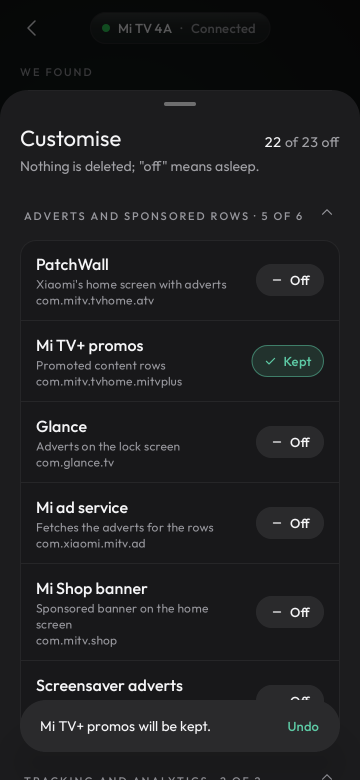 Mi TV 4A · Connected
WE FOUND
Customise
22 of 23 off
Nothing is deleted; "off" means asleep.
ADVERTS AND SPONSORED ROWS · 5 OF 6
PatchWall
Xiaomi's home screen with adverts
com.mitv.tvhome.atv
Off
Mi TV+ promos
Promoted content rows
com.mitv.tvhome.mitvplus
Kept
Glance
Adverts on the lock screen
com.glance.tv
Off
Mi ad service
Fetches the adverts for the rows
com.xiaomi.mitv.ad
Off
Mi Shop banner
Sponsored banner on the home
screen
com.mitv.shop
Off
Screensaver adverts
Off
Mi TV+ promos will be kept.
Undo